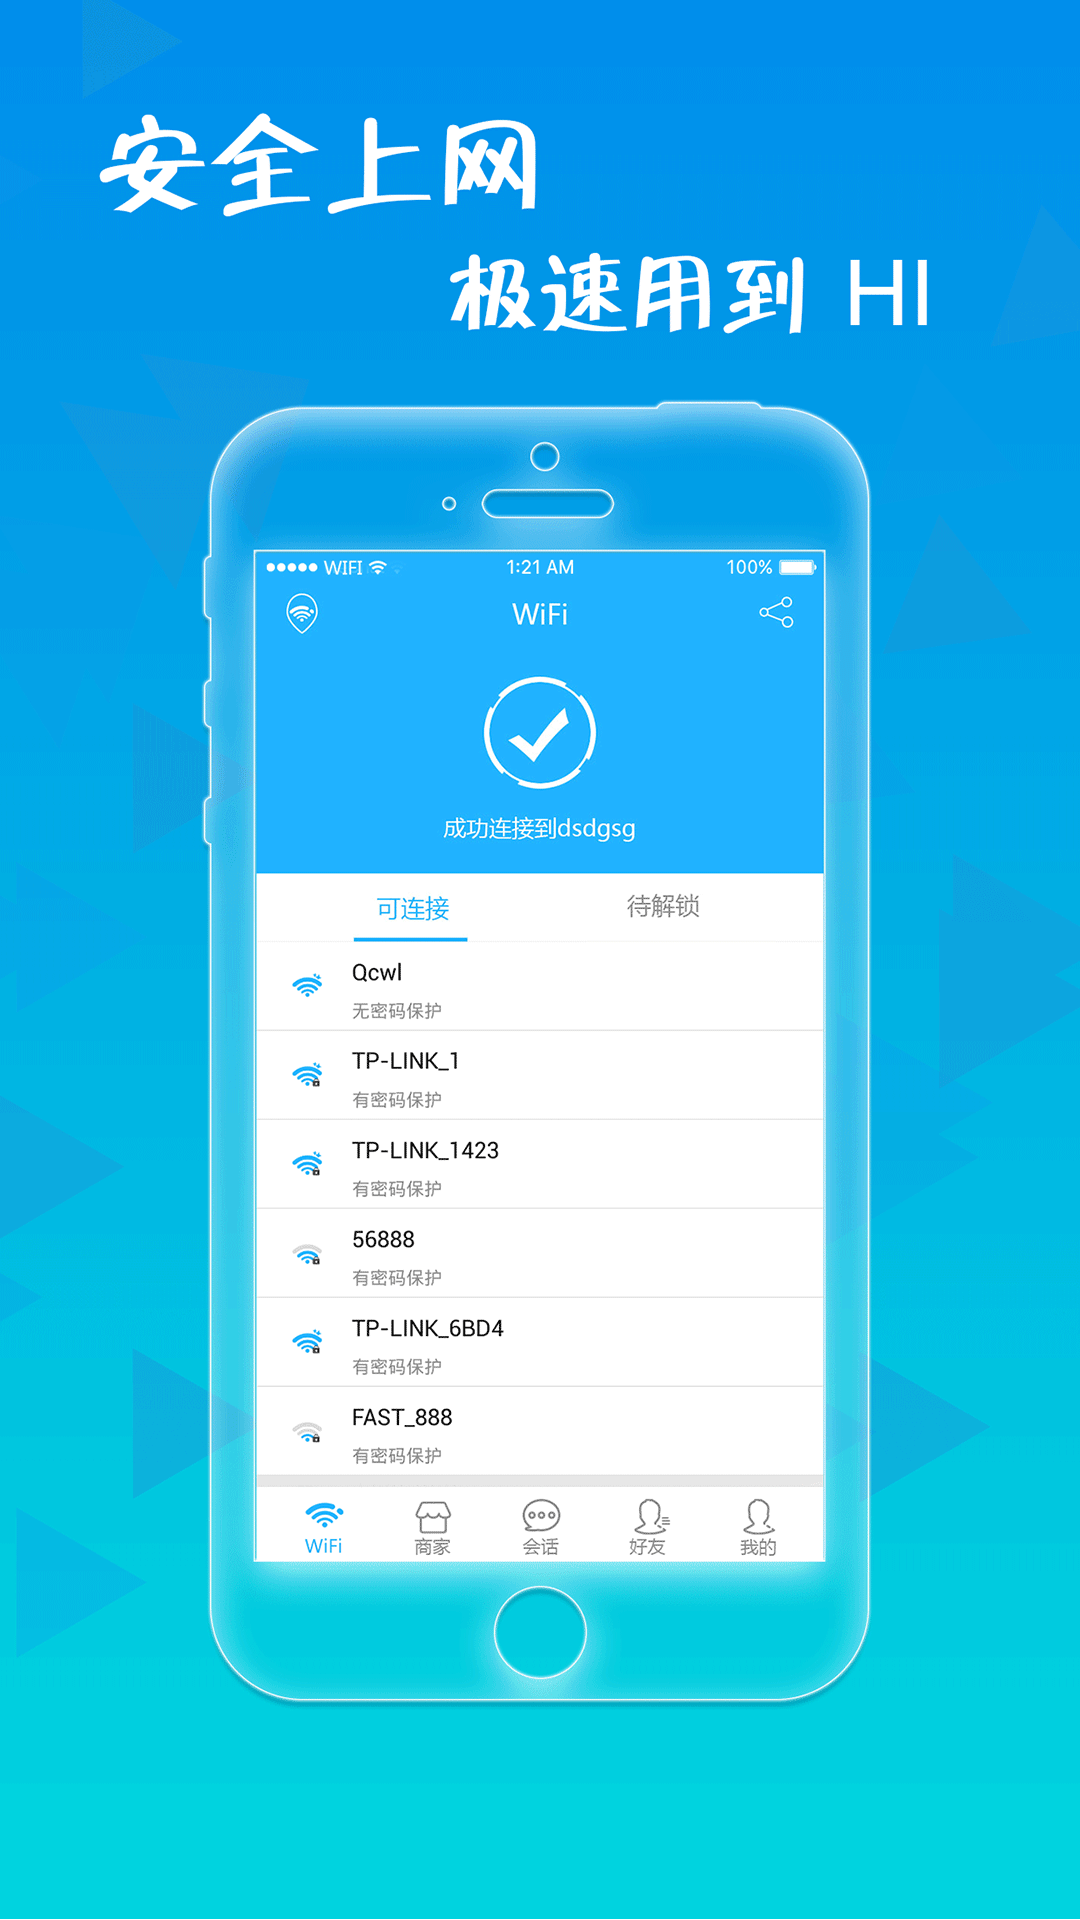 安全上网
极速用到 HI
WIFI 1:21 AM 100%
WiFi
成功连接到dsdgsg
可连接 待解锁
Qcwl
无密码保护
TP-LINK_1
有密码保护
TP-LINK_1423
有密码保护
56888
有密码保护
TP-LINK_6BD4
有密码保护
FAST_888
有密码保护
WiFi 商家 会话 好友 我的